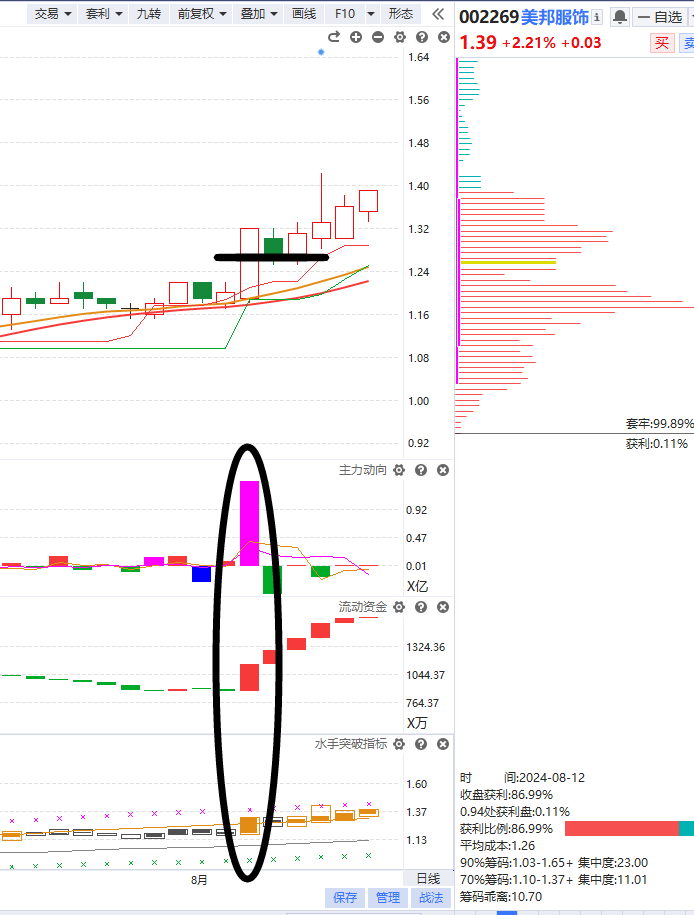 交易 套利 九转 前复权 叠加 画线 F10 形态
002269 美邦服饰 自选
1.39 +2.21% +0.03 买 卖
1.64
1.56
1.48
1.40
1.32
1.24
1.16
1.08
1.00
0.92
套牢:99.89%
获利:0.11%
主力动向
0.92
0.47
0.01
X亿
流动资金
1324.36
1044.37
764.37
X万
水手突破指标
1.60
1.37
1.13
8月
日线
保存 管理 战法
时 间:2024-08-12
收盘获利:86.99%
0.94处获利盘:0.11%
获利比例:86.99%
平均成本:1.26
90%筹码:1.03-1.65+ 集中度:23.00
70%筹码:1.10-1.37+ 集中度:11.01
筹码乖离:10.70